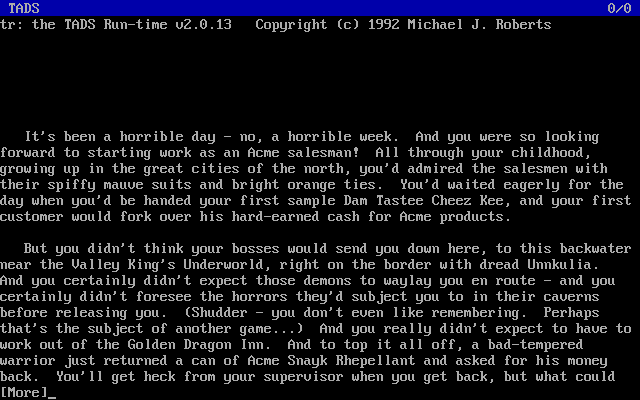 TADS 0/0
tr: the TADS Run-time v2.0.13   Copyright (c) 1992 Michael J. Roberts
It's been a horrible day - no, a horrible week.  And you were so looking
forward to starting work as an Acme salesman!  All through your childhood,
growing up in the great cities of the north, you'd admired the salesmen with
their spiffy mauve suits and bright orange ties.  You'd waited eagerly for the
day when you'd be handed your first sample Dam Tastee Cheez Kee, and your first
customer would fork over his hard-earned cash for Acme products.
But you didn't think your bosses would send you down here, to this backwater
near the Valley King's Underworld, right on the border with dread Unnkulia.
And you certainly didn't expect those demons to waylay you en route - and you
certainly didn't foresee the horrors they'd subject you to in their caverns
before releasing you.  (Shudder - you don't even like remembering.  Perhaps
that's the subject of another game...)  And you really didn't expect to have to
work out of the Golden Dragon Inn.  And to top it all off, a bad-tempered
warrior just returned a can of Acme Snayk Rhepellant and asked for his money
back.  You'll get heck from your supervisor when you get back, but what could
[More]_